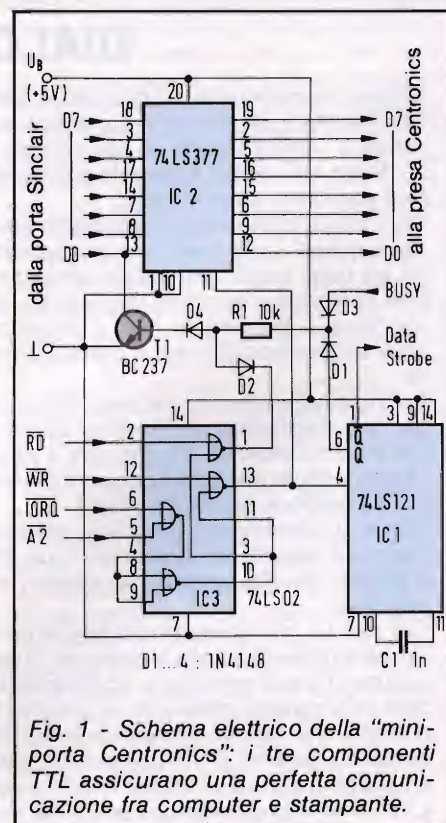 U_B
(+5V)
20
dalla porta Sinclair
alla presa Centronics
D7 18 19 D7
3 2
4 5
17 16
14 15
7 6
8 9
D0 13 12 D0
74LS377
IC 2
1 10 11
BUSY
D4 R1 10k D3
Data
Strobe
T1
BC 237
D2 D1
14
1 3 9 14
R̅D̅ 2 1
W̅R̅ 12 13
I̅O̅R̅Q̅ 6 11
A̅2̅ 5
4 3
8 10
9
IC3 74LS02
7
Q̅
6 Q 4
74LS121
IC 1
7 10 11
D1...4 : 1N4148
C1 1n
Fig. 1 - Schema elettrico della "mini-
porta Centronics": i tre componenti
TTL assicurano una perfetta comuni-
cazione fra computer e stampante.